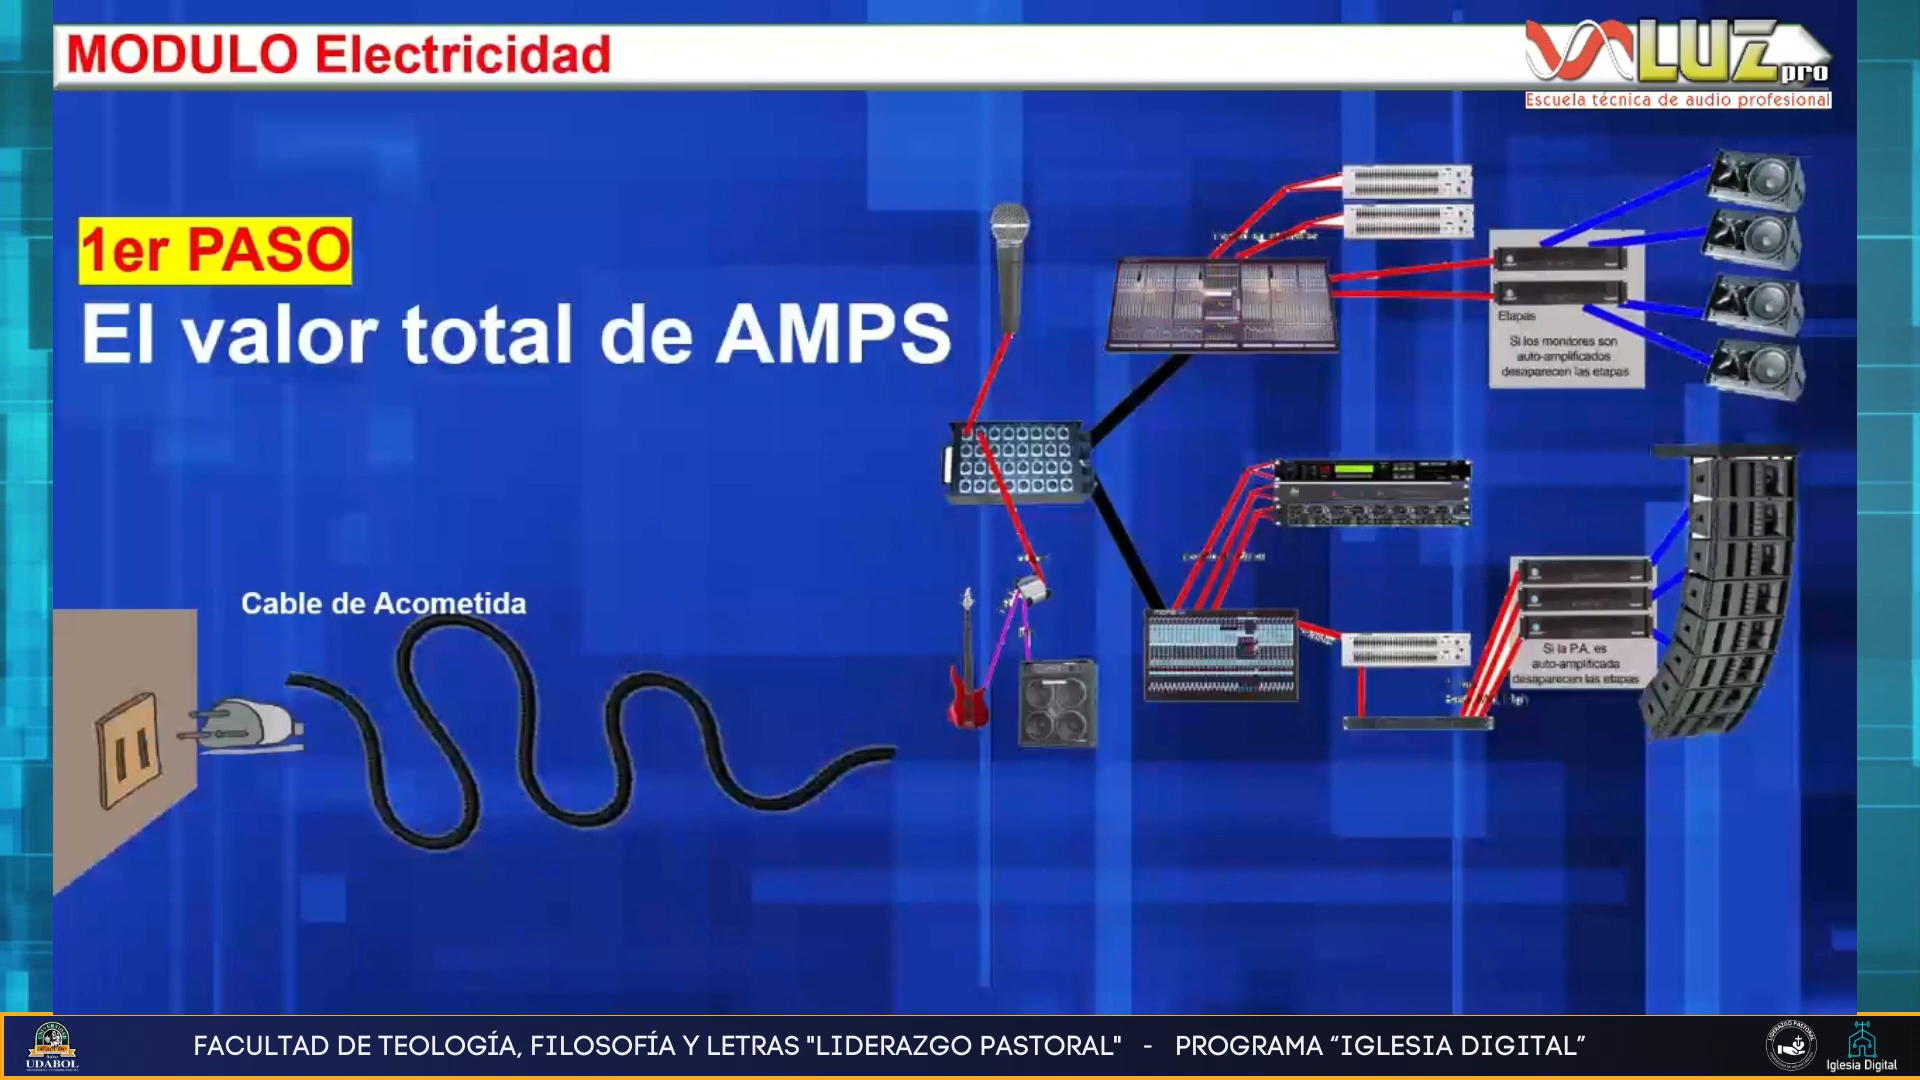 MODULO Electricidad
LUZ pro
Escuela técnica de audio profesional
1er PASO
El valor total de AMPS
Etapas
Si los monitores son
auto-amplificados
desaparecen las etapas
Cable de Acometida
Si la P.A. es
auto-amplificada
desaparecen las etapas
UDABOL
FACULTAD DE TEOLOGÍA, FILOSOFÍA Y LETRAS "LIDERAZGO PASTORAL" - PROGRAMA “IGLESIA DIGITAL”
Iglesia Digital